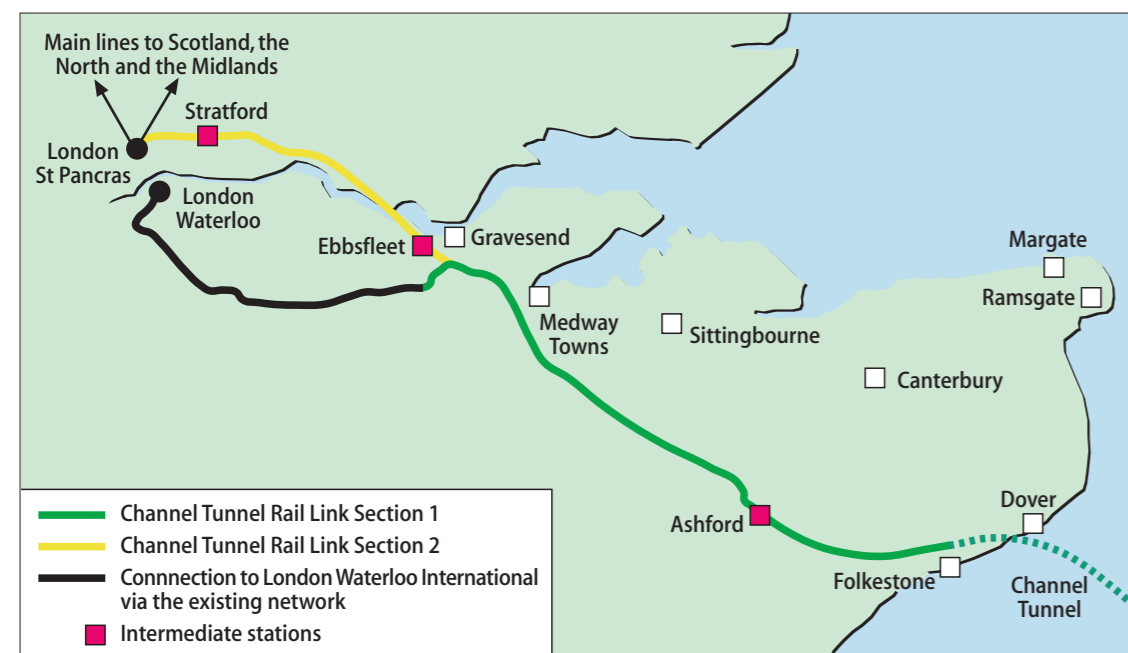 Main lines to Scotland, the
North and the Midlands
Stratford
London
St Pancras
London
Waterloo
Ebbsfleet
Gravesend
Margate
Ramsgate
Medway
Towns
Sittingbourne
Canterbury
Ashford
Dover
Folkestone
Channel
Tunnel
Channel Tunnel Rail Link Section 1
Channel Tunnel Rail Link Section 2
Connnection to London Waterloo International
via the existing network
Intermediate stations